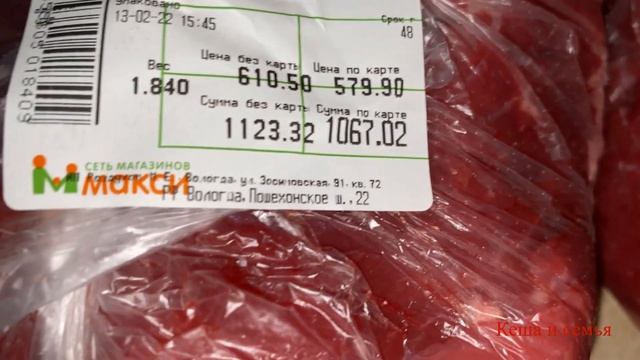 Упаковано
13-02-22 15:45
Срок г
48
Цена без карты Цена по карте
Вес 610.50 579.90
1.840
Сумма без карты Сумма по карте
1123.32 1067.02
СЕТЬ МАГАЗИНОВ
МАКСИ
Вологда, ул. Зосимовская, 91, кв. 72
РФ Вологда, Пошехонское ш., 22
Кеша и семья